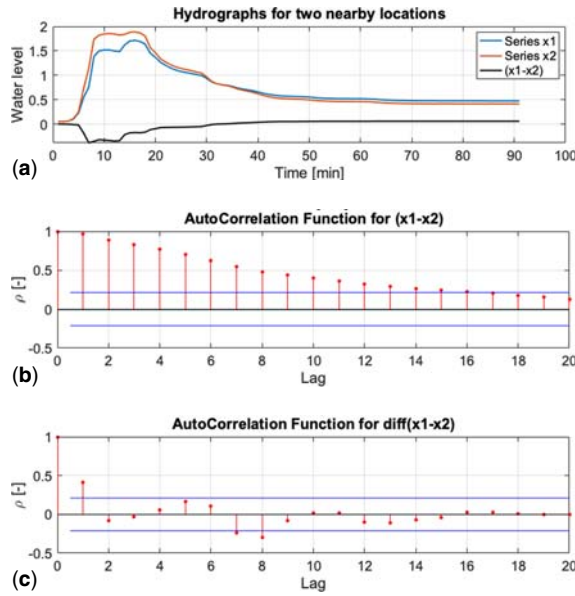 Hydrographs for two nearby locations
2
1.5
1
0.5
0
Water level
Series x1
Series x2
(x1-x2)
0 10 20 30 40 50 60 70 80 90 100
Time [min]
(a)
AutoCorrelation Function for (x1-x2)
1
0.5
0
-0.5
ρ [-]
0 2 4 6 8 10 12 14 16 18 20
Lag
(b)
AutoCorrelation Function for diff(x1-x2)
1
0.5
0
-0.5
ρ [-]
0 2 4 6 8 10 12 14 16 18 20
Lag
(c)